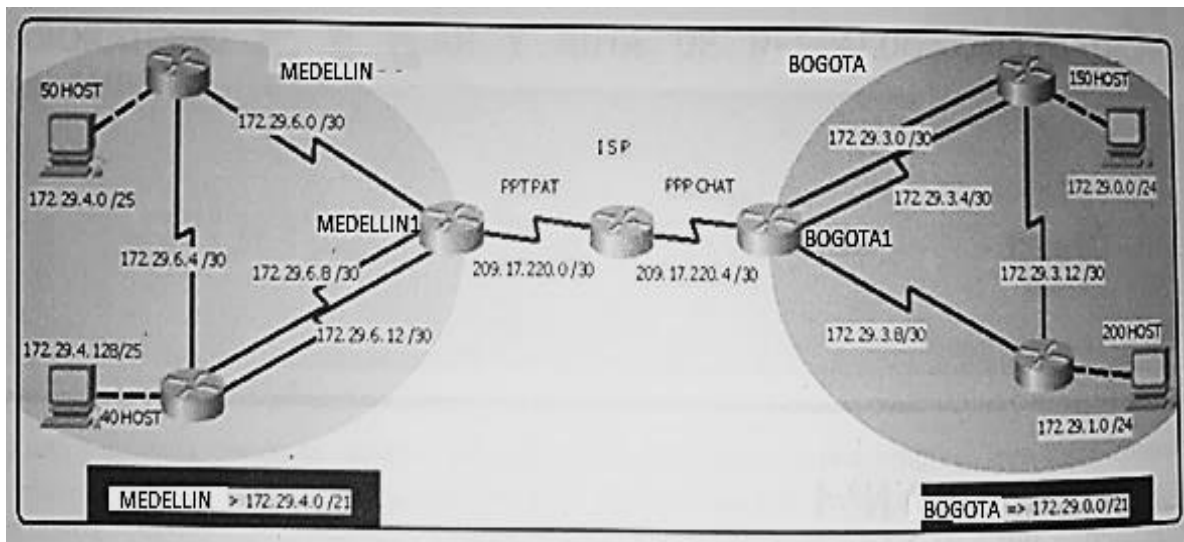 MEDELLIN
BOGOTA
50 HOST
150 HOST
172.29.6.0 /30
172.29.3.0 /30
ISP
172.29.4.0 /25
PPTPAT
PPP CHAT
172.29.3.4/30
172.29.0.0/24
MEDELLIN1
BOGOTA1
172.29.6.4 /30
172.29.6.8/ 30
209.17.220.0 /30
209.17.220.4 /30
172.29.3.12/30
172.29.6.12 /30
172.29.3.8/30
200 HOST
172.29.4.128/25
40 HOST
172.29.1.0 /24
MEDELLIN > 172.29.4.0 /21
BOGOTA => 172.29.0.0 /21